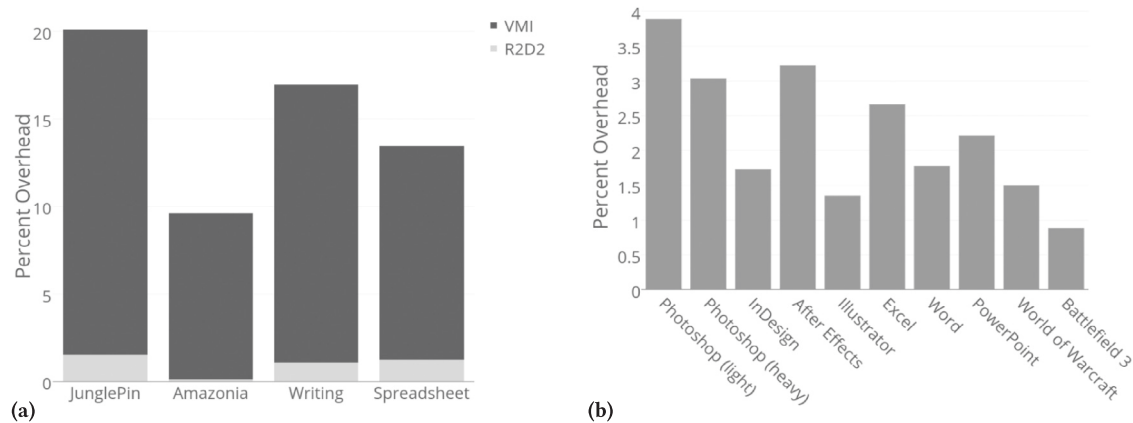 Percent Overhead
20
15
10
5
0
JunglePin Amazonia Writing Spreadsheet
VMI
R2D2
(a)
Percent Overhead
4
3.5
3
2.5
2
1.5
1
0.5
0
Photoshop (light)
Photoshop (heavy)
InDesign
After Effects
Illustrator
Excel
Word
PowerPoint
World of Warcraft
Battlefield 3
(b)